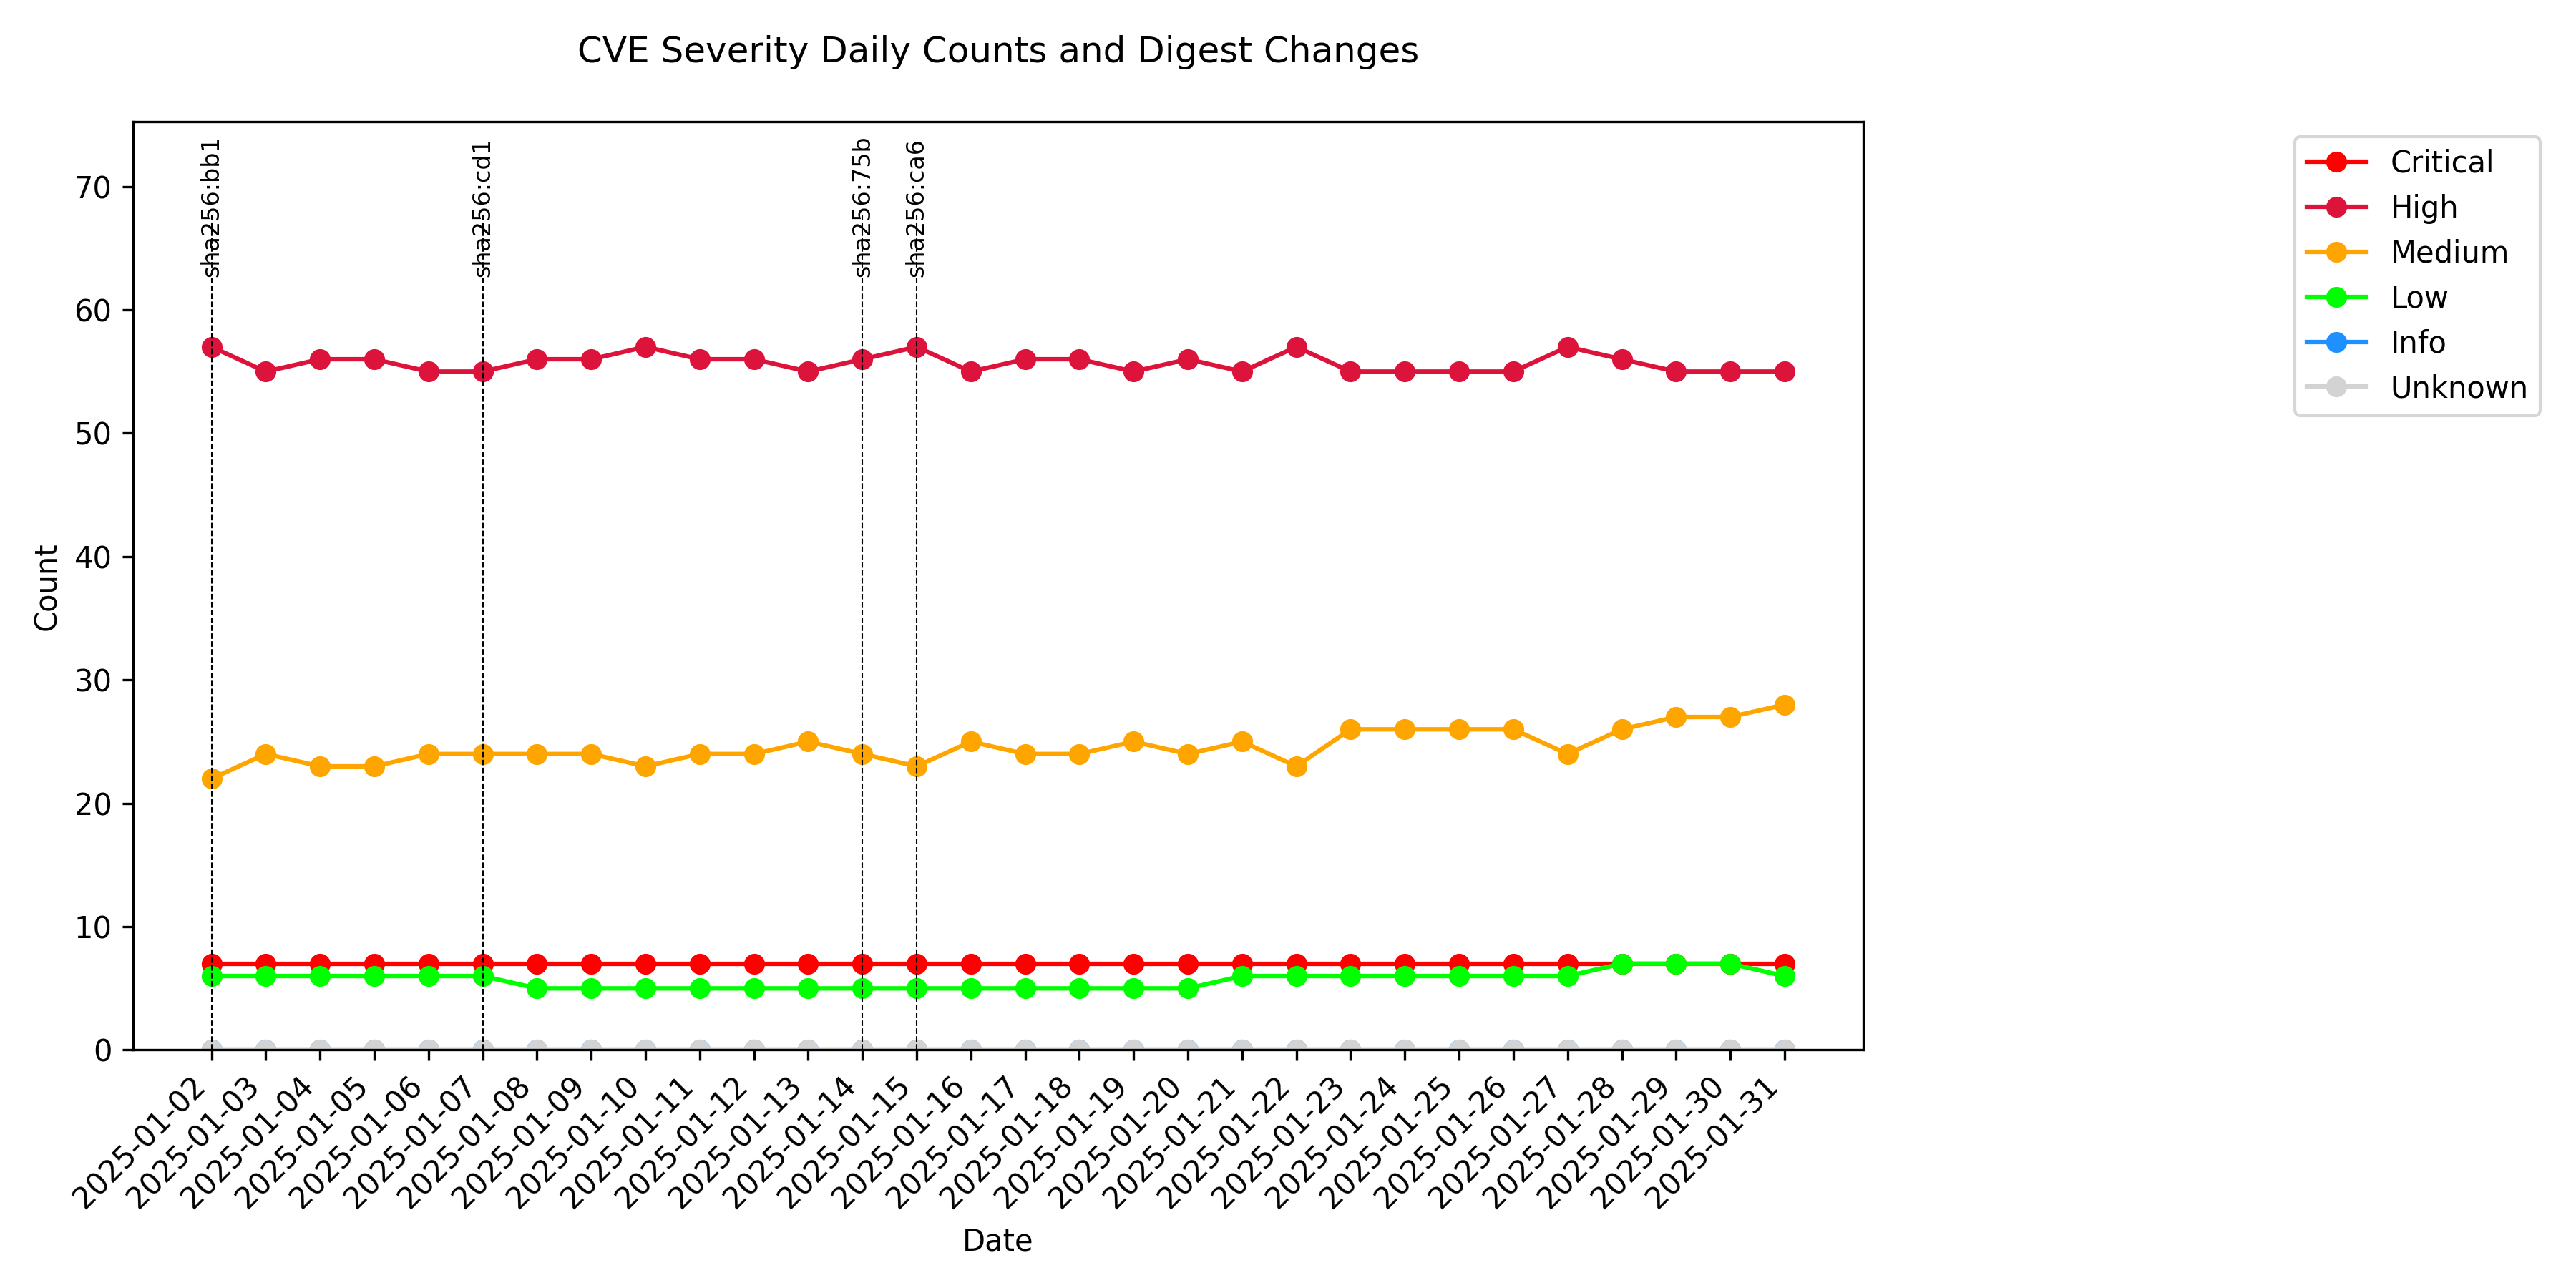 CVE Severity Daily Counts and Digest Changes
sha256:bb1
sha256:cd1
sha256:75b
sha256:ca6
Critical
High
Medium
Low
Info
Unknown
Count
70
60
50
40
30
20
10
0
2025-01-02
2025-01-03
2025-01-04
2025-01-05
2025-01-06
2025-01-07
2025-01-08
2025-01-09
2025-01-10
2025-01-11
2025-01-12
2025-01-13
2025-01-14
2025-01-15
2025-01-16
2025-01-17
2025-01-18
2025-01-19
2025-01-20
2025-01-21
2025-01-22
2025-01-23
2025-01-24
2025-01-25
2025-01-26
2025-01-27
2025-01-28
2025-01-29
2025-01-30
2025-01-31
Date